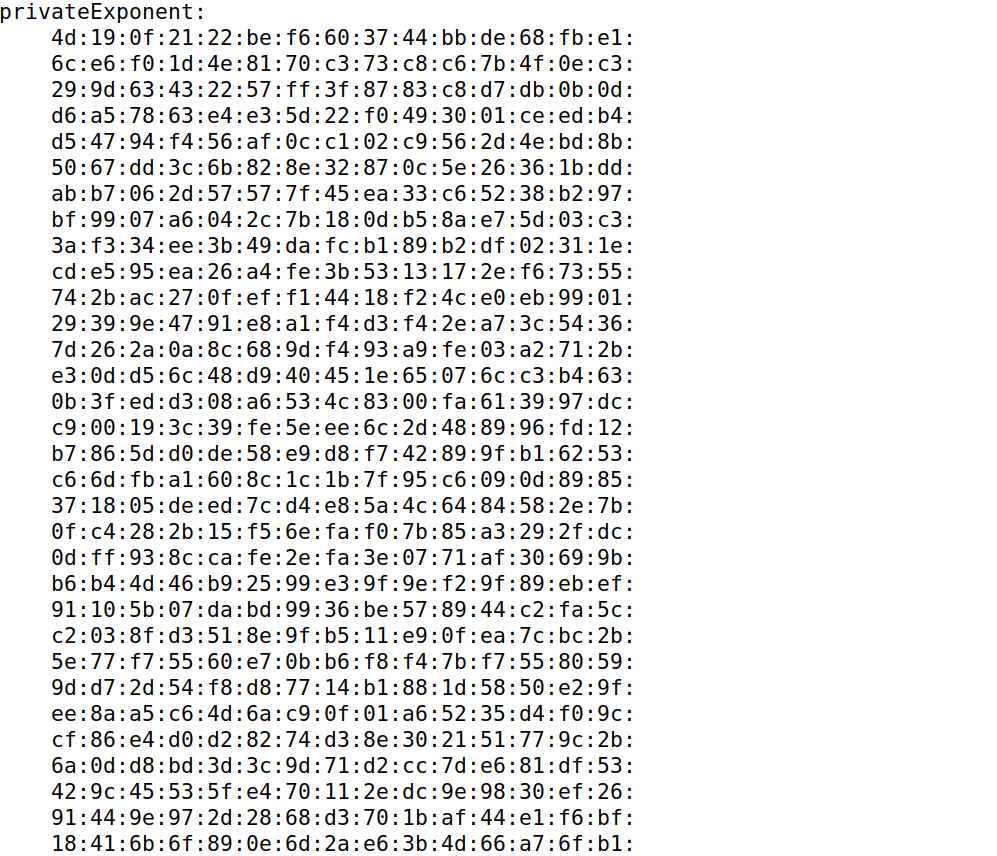 privateExponent:
4d:19:0f:21:22:be:f6:60:37:44:bb:de:68:fb:e1:
6c:e6:f0:1d:4e:81:70:c3:73:c8:c6:7b:4f:0e:c3:
29:9d:63:43:22:57:ff:3f:87:83:c8:d7:db:0b:0d:
d6:a5:78:63:e4:e3:5d:22:f0:49:30:01:ce:ed:b4:
d5:47:94:f4:56:af:0c:c1:02:c9:56:2d:4e:bd:8b:
50:67:dd:3c:6b:82:8e:32:87:0c:5e:26:36:1b:dd:
ab:b7:06:2d:57:57:7f:45:ea:33:c6:52:38:b2:97:
bf:99:07:a6:04:2c:7b:18:0d:b5:8a:e7:5d:03:c3:
3a:f3:34:ee:3b:49:da:fc:b1:89:b2:df:02:31:1e:
cd:e5:95:ea:26:a4:fe:3b:53:13:17:2e:f6:73:55:
74:2b:ac:27:0f:ef:f1:44:18:f2:4c:e0:eb:99:01:
29:39:9e:47:91:e8:a1:f4:d3:f4:2e:a7:3c:54:36:
7d:26:2a:0a:8c:68:9d:f4:93:a9:fe:03:a2:71:2b:
e3:0d:d5:6c:48:d9:40:45:1e:65:07:6c:c3:b4:63:
0b:3f:ed:d3:08:a6:53:4c:83:00:fa:61:39:97:dc:
c9:00:19:3c:39:fe:5e:ee:6c:2d:48:89:96:fd:12:
b7:86:5d:d0:de:58:e9:d8:f7:42:89:9f:b1:62:53:
c6:6d:fb:a1:60:8c:1c:1b:7f:95:c6:09:0d:89:85:
37:18:05:de:ed:7c:d4:e8:5a:4c:64:84:58:2e:7b:
0f:c4:28:2b:15:f5:6e:fa:f0:7b:85:a3:29:2f:dc:
0d:ff:93:8c:ca:fe:2e:fa:3e:07:71:af:30:69:9b:
b6:b4:4d:46:b9:25:99:e3:9f:9e:f2:9f:89:eb:ef:
91:10:5b:07:da:bd:99:36:be:57:89:44:c2:fa:5c:
c2:03:8f:d3:51:8e:9f:b5:11:e9:0f:ea:7c:bc:2b:
5e:77:f7:55:60:e7:0b:b6:f8:f4:7b:f7:55:80:59:
9d:d7:2d:54:f8:d8:77:14:b1:88:1d:58:50:e2:9f:
ee:8a:a5:c6:4d:6a:c9:0f:01:a6:52:35:d4:f0:9c:
cf:86:e4:d0:d2:82:74:d3:8e:30:21:51:77:9c:2b:
6a:0d:d8:bd:3d:3c:9d:71:d2:cc:7d:e6:81:df:53:
42:9c:45:53:5f:e4:70:11:2e:dc:9e:98:30:ef:26:
91:44:9e:97:2d:28:68:d3:70:1b:af:44:e1:f6:bf:
18:41:6b:6f:89:0e:6d:2a:e6:3b:4d:66:a7:6f:b1: